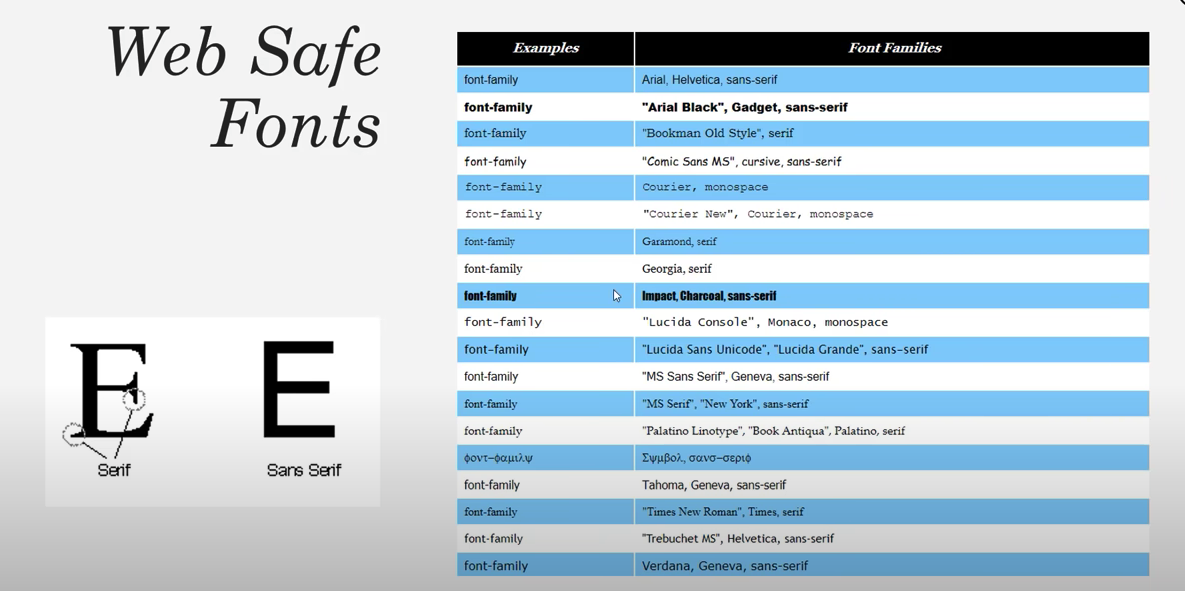 Web Safe
Fonts
Examples Font Families
font-family Arial, Helvetica, sans-serif
font-family "Arial Black", Gadget, sans-serif
font-family "Bookman Old Style", serif
font-family "Comic Sans MS", cursive, sans-serif
font-family Courier, monospace
font-family "Courier New", Courier, monospace
font-family Garamond, serif
font-family Georgia, serif
font-family Impact, Charcoal, sans-serif
font-family "Lucida Console", Monaco, monospace
font-family "Lucida Sans Unicode", "Lucida Grande", sans-serif
font-family "MS Sans Serif", Geneva, sans-serif
font-family "MS Serif", "New York", sans-serif
font-family "Palatino Linotype", "Book Antiqua", Palatino, serif
φοντ−φαμιλψ Σψμβολ, σανσ−σεριφ
font-family Tahoma, Geneva, sans-serif
font-family "Times New Roman", Times, serif
font-family "Trebuchet MS", Helvetica, sans-serif
font-family Verdana, Geneva, sans-serif
E E
Serif Sans Serif